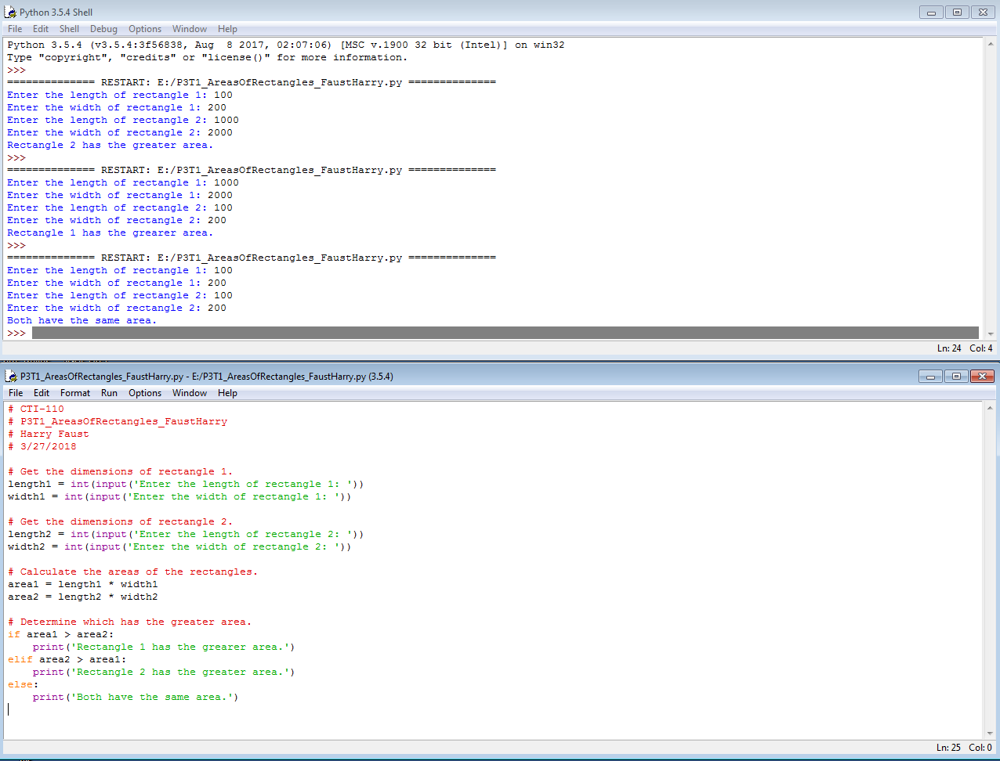 Python 3.5.4 Shell
File Edit Shell Debug Options Window Help
Python 3.5.4 (v3.5.4:3f56838, Aug  8 2017, 02:07:06) [MSC v.1900 32 bit (Intel)] on win32
Type "copyright", "credits" or "license()" for more information.
>>>
============== RESTART: E:/P3T1_AreasOfRectangles_FaustHarry.py ==============
Enter the length of rectangle 1: 100
Enter the width of rectangle 1: 200
Enter the length of rectangle 2: 1000
Enter the width of rectangle 2: 2000
Rectangle 2 has the greater area.
>>>
============== RESTART: E:/P3T1_AreasOfRectangles_FaustHarry.py ==============
Enter the length of rectangle 1: 1000
Enter the width of rectangle 1: 2000
Enter the length of rectangle 2: 100
Enter the width of rectangle 2: 200
Rectangle 1 has the grearer area.
>>>
============== RESTART: E:/P3T1_AreasOfRectangles_FaustHarry.py ==============
Enter the length of rectangle 1: 100
Enter the width of rectangle 1: 200
Enter the length of rectangle 2: 100
Enter the width of rectangle 2: 200
Both have the same area.
>>>
Ln: 24 Col: 4
P3T1_AreasOfRectangles_FaustHarry.py - E:/P3T1_AreasOfRectangles_FaustHarry.py (3.5.4)
File Edit Format Run Options Window Help
# CTI-110
# P3T1_AreasOfRectangles_FaustHarry
# Harry Faust
# 3/27/2018
# Get the dimensions of rectangle 1.
length1 = int(input('Enter the length of rectangle 1: '))
width1 = int(input('Enter the width of rectangle 1: '))
# Get the dimensions of rectangle 2.
length2 = int(input('Enter the length of rectangle 2: '))
width2 = int(input('Enter the width of rectangle 2: '))
# Calculate the areas of the rectangles.
area1 = length1 * width1
area2 = length2 * width2
# Determine which has the greater area.
if area1 > area2:
    print('Rectangle 1 has the grearer area.')
elif area2 > area1:
    print('Rectangle 2 has the greater area.')
else:
    print('Both have the same area.')
Ln: 25 Col: 0